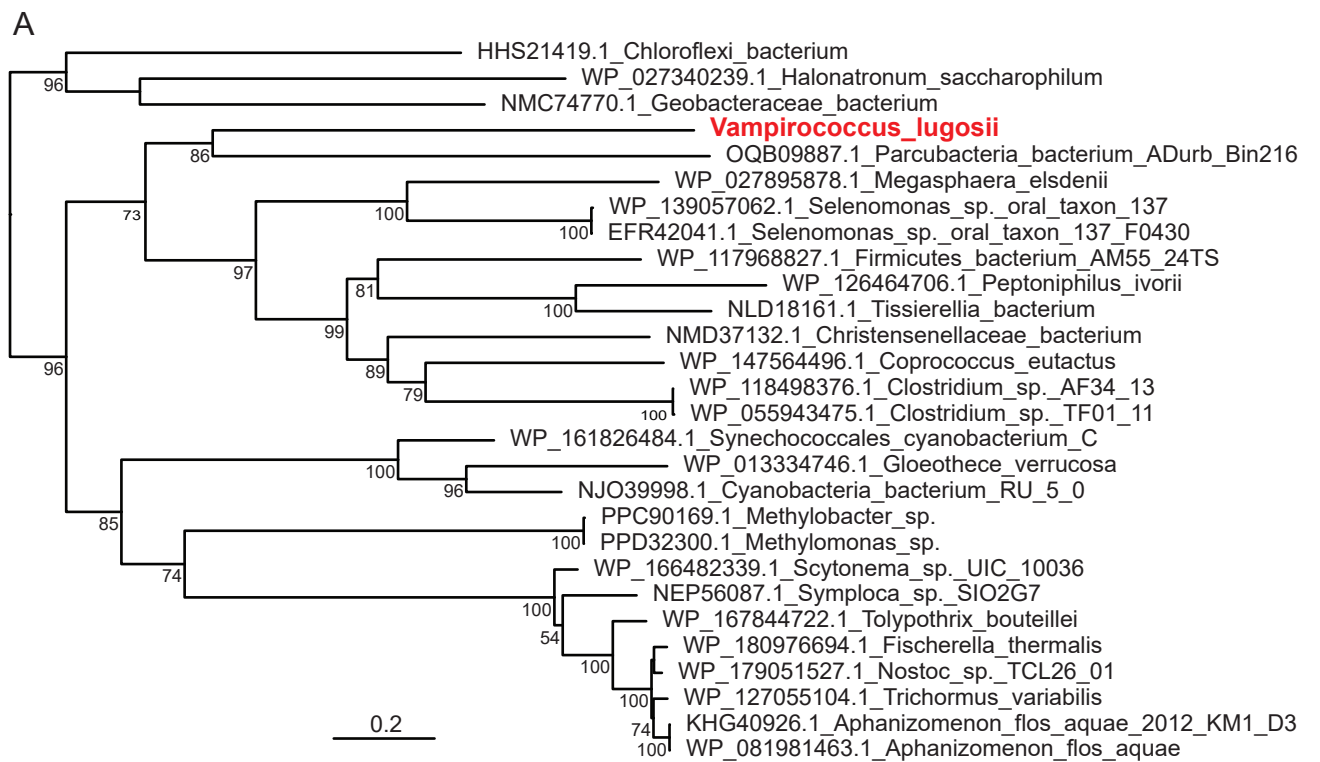 A
HHS21419.1_Chloroflexi_bacterium
WP_027340239.1_Halonatronum_saccharophilum
96
NMC74770.1_Geobacteraceae_bacterium
Vampirococcus_lugosii
86
OQB09887.1_Parcubacteria_bacterium_ADurb_Bin216
WP_027895878.1_Megasphaera_elsdenii
73
100
WP_139057062.1_Selenomonas_sp._oral_taxon_137
100
EFR42041.1_Selenomonas_sp._oral_taxon_137_F0430
WP_117968827.1_Firmicutes_bacterium_AM55_24TS
97
WP_126464706.1_Peptoniphilus_ivorii
81
100
NLD18161.1_Tissierellia_bacterium
99
NMD37132.1_Christensenellaceae_bacterium
WP_147564496.1_Coprococcus_eutactus
96
89
WP_118498376.1_Clostridium_sp._AF34_13
79
100
WP_055943475.1_Clostridium_sp._TF01_11
WP_161826484.1_Synechococcales_cyanobacterium_C
100
WP_013334746.1_Gloeothece_verrucosa
96
NJO39998.1_Cyanobacteria_bacterium_RU_5_0
85
PPC90169.1_Methylobacter_sp.
100
PPD32300.1_Methylomonas_sp.
74
WP_166482339.1_Scytonema_sp._UIC_10036
NEP56087.1_Symploca_sp._SIO2G7
100
WP_167844722.1_Tolypothrix_bouteillei
54
WP_180976694.1_Fischerella_thermalis
100
WP_179051527.1_Nostoc_sp._TCL26_01
100
WP_127055104.1_Trichormus_variabilis
0.2
74
KHG40926.1_Aphanizomenon_flos_aquae_2012_KM1_D3
100
WP_081981463.1_Aphanizomenon_flos_aquae